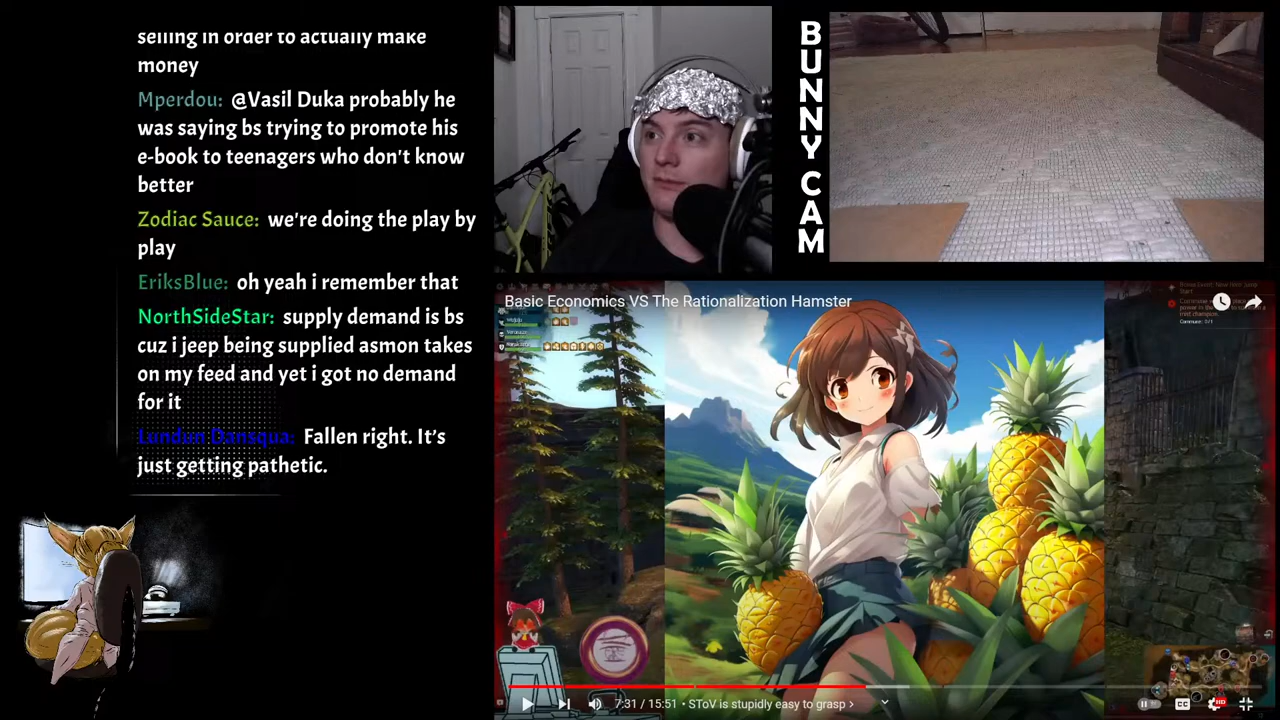 selling in order to actually make
money
Mperdou: @Vasil Duka probably he
was saying bs trying to promote his
e-book to teenagers who don't know
better
Zodiac Sauce: we're doing the play by
play
EriksBlue: oh yeah i remember that
NorthSideStar: supply demand is bs
cuz i jeep being supplied asmon takes
on my feed and yet i got no demand
for it
Lundun Dansqua: Fallen right. It's
just getting pathetic.
BUNNY CAM
Basic Economics VS The Rationalization Hamster
7:31 / 15:51 • SToV is stupidly easy to grasp ›
CC
HD